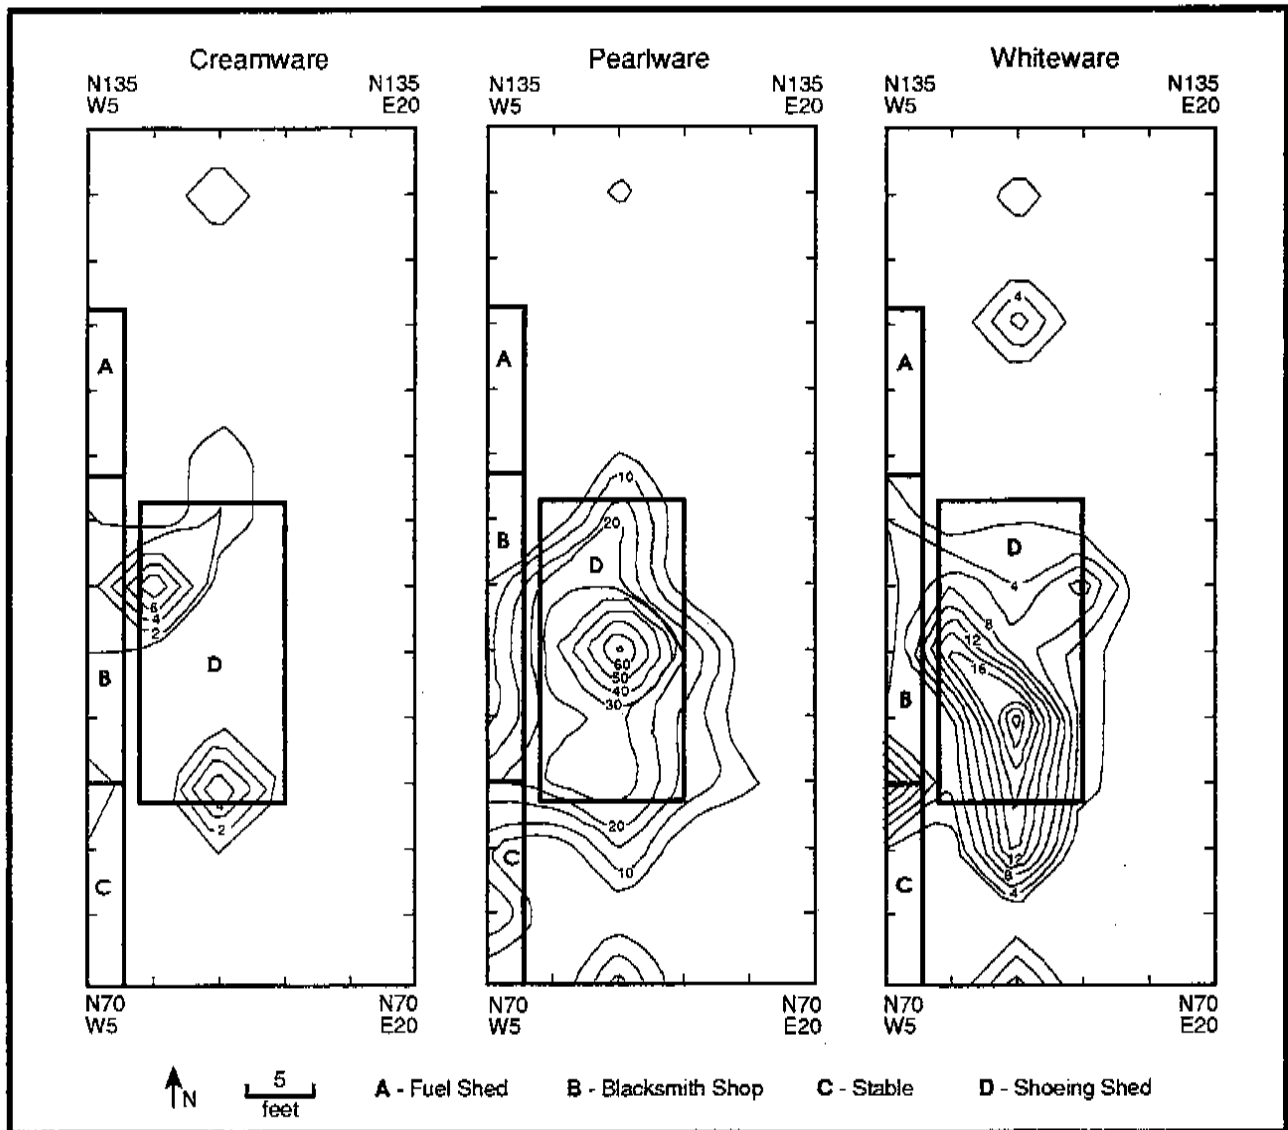 Creamware
Pearlware
Whiteware
N135
W5
N135
E20
N135
W5
N135
E20
N135
W5
N135
E20
A
B
C
D
6
4
2
4
2
A
B
C
D
10
20
60
50
40
30
20
10
A
B
C
D
4
4
8
12
16
12
8
4
N70
W5
N70
E20
N70
W5
N70
E20
N70
W5
N70
E20
N
5
feet
A - Fuel Shed
B - Blacksmith Shop
C - Stable
D - Shoeing Shed